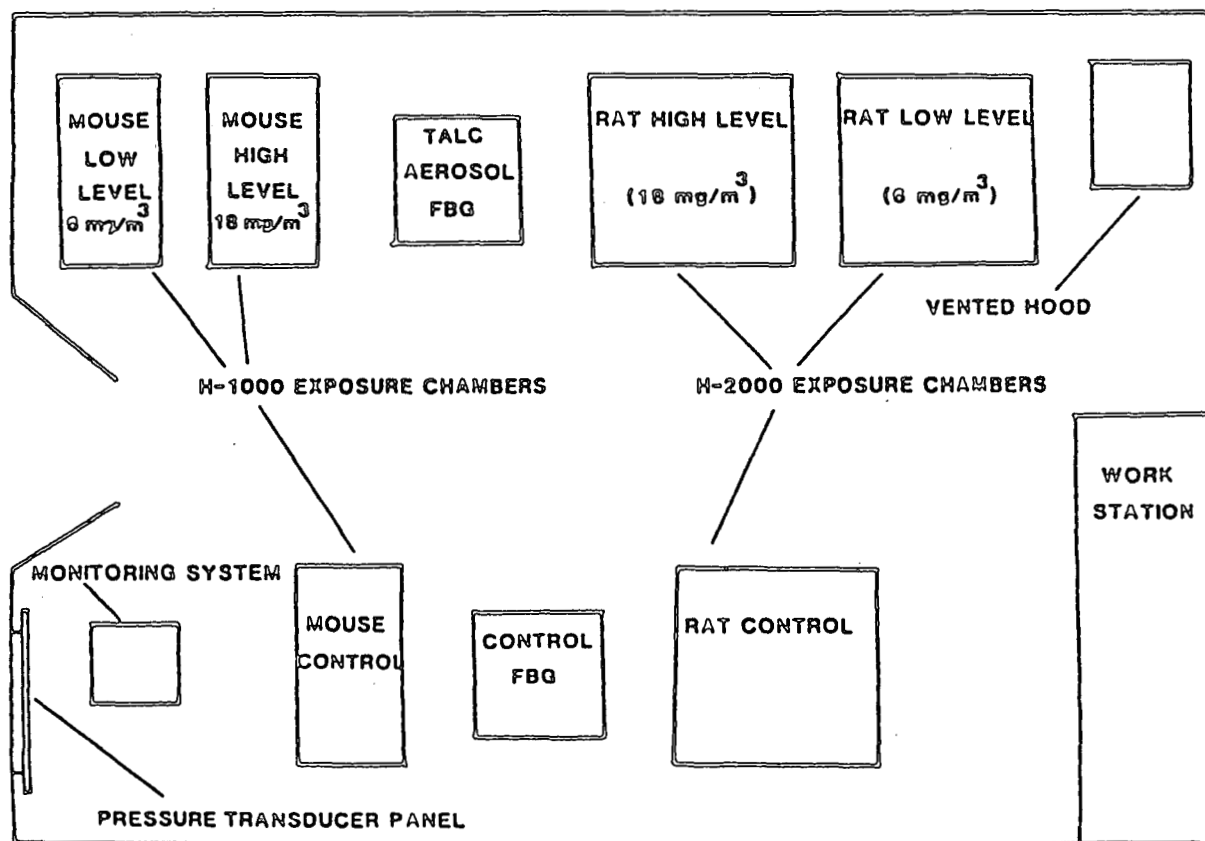 MOUSE
LOW
LEVEL
6 mg/m³
MOUSE
HIGH
LEVEL
18 mg/m³
TALC
AEROSOL
FBG
RAT HIGH LEVEL
(18 mg/m³)
RAT LOW LEVEL
(6 mg/m³)
VENTED HOOD
H-1000 EXPOSURE CHAMBERS
H-2000 EXPOSURE CHAMBERS
WORK
STATION
MONITORING SYSTEM
MOUSE
CONTROL
CONTROL
FBG
RAT CONTROL
PRESSURE TRANSDUCER PANEL